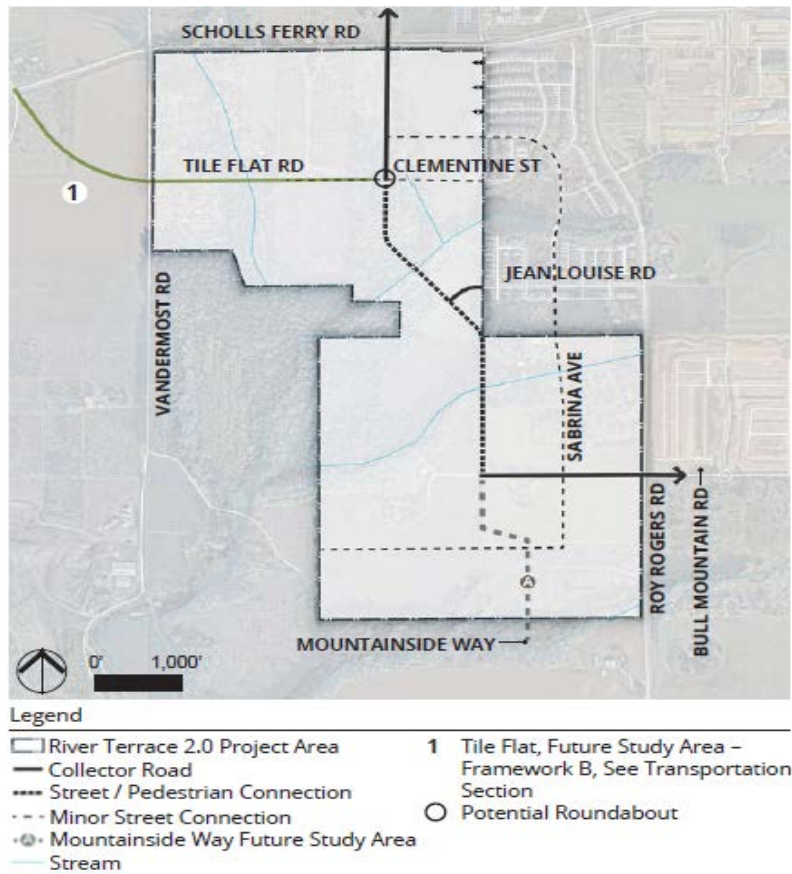 SCHOLLS FERRY RD
TILE FLAT RD
CLEMENTINE ST
1
JEAN LOUISE RD
VANDERMOST RD
SABRINA AVE
ROY ROGERS RD
BULL MOUNTAIN RD
A
MOUNTAINSIDE WAY
0' 1,000'
Legend
River Terrace 2.0 Project Area
Collector Road
Street / Pedestrian Connection
Minor Street Connection
A Mountainside Way Future Study Area
Stream
1 Tile Flat, Future Study Area –
Framework B, See Transportation
Section
Potential Roundabout